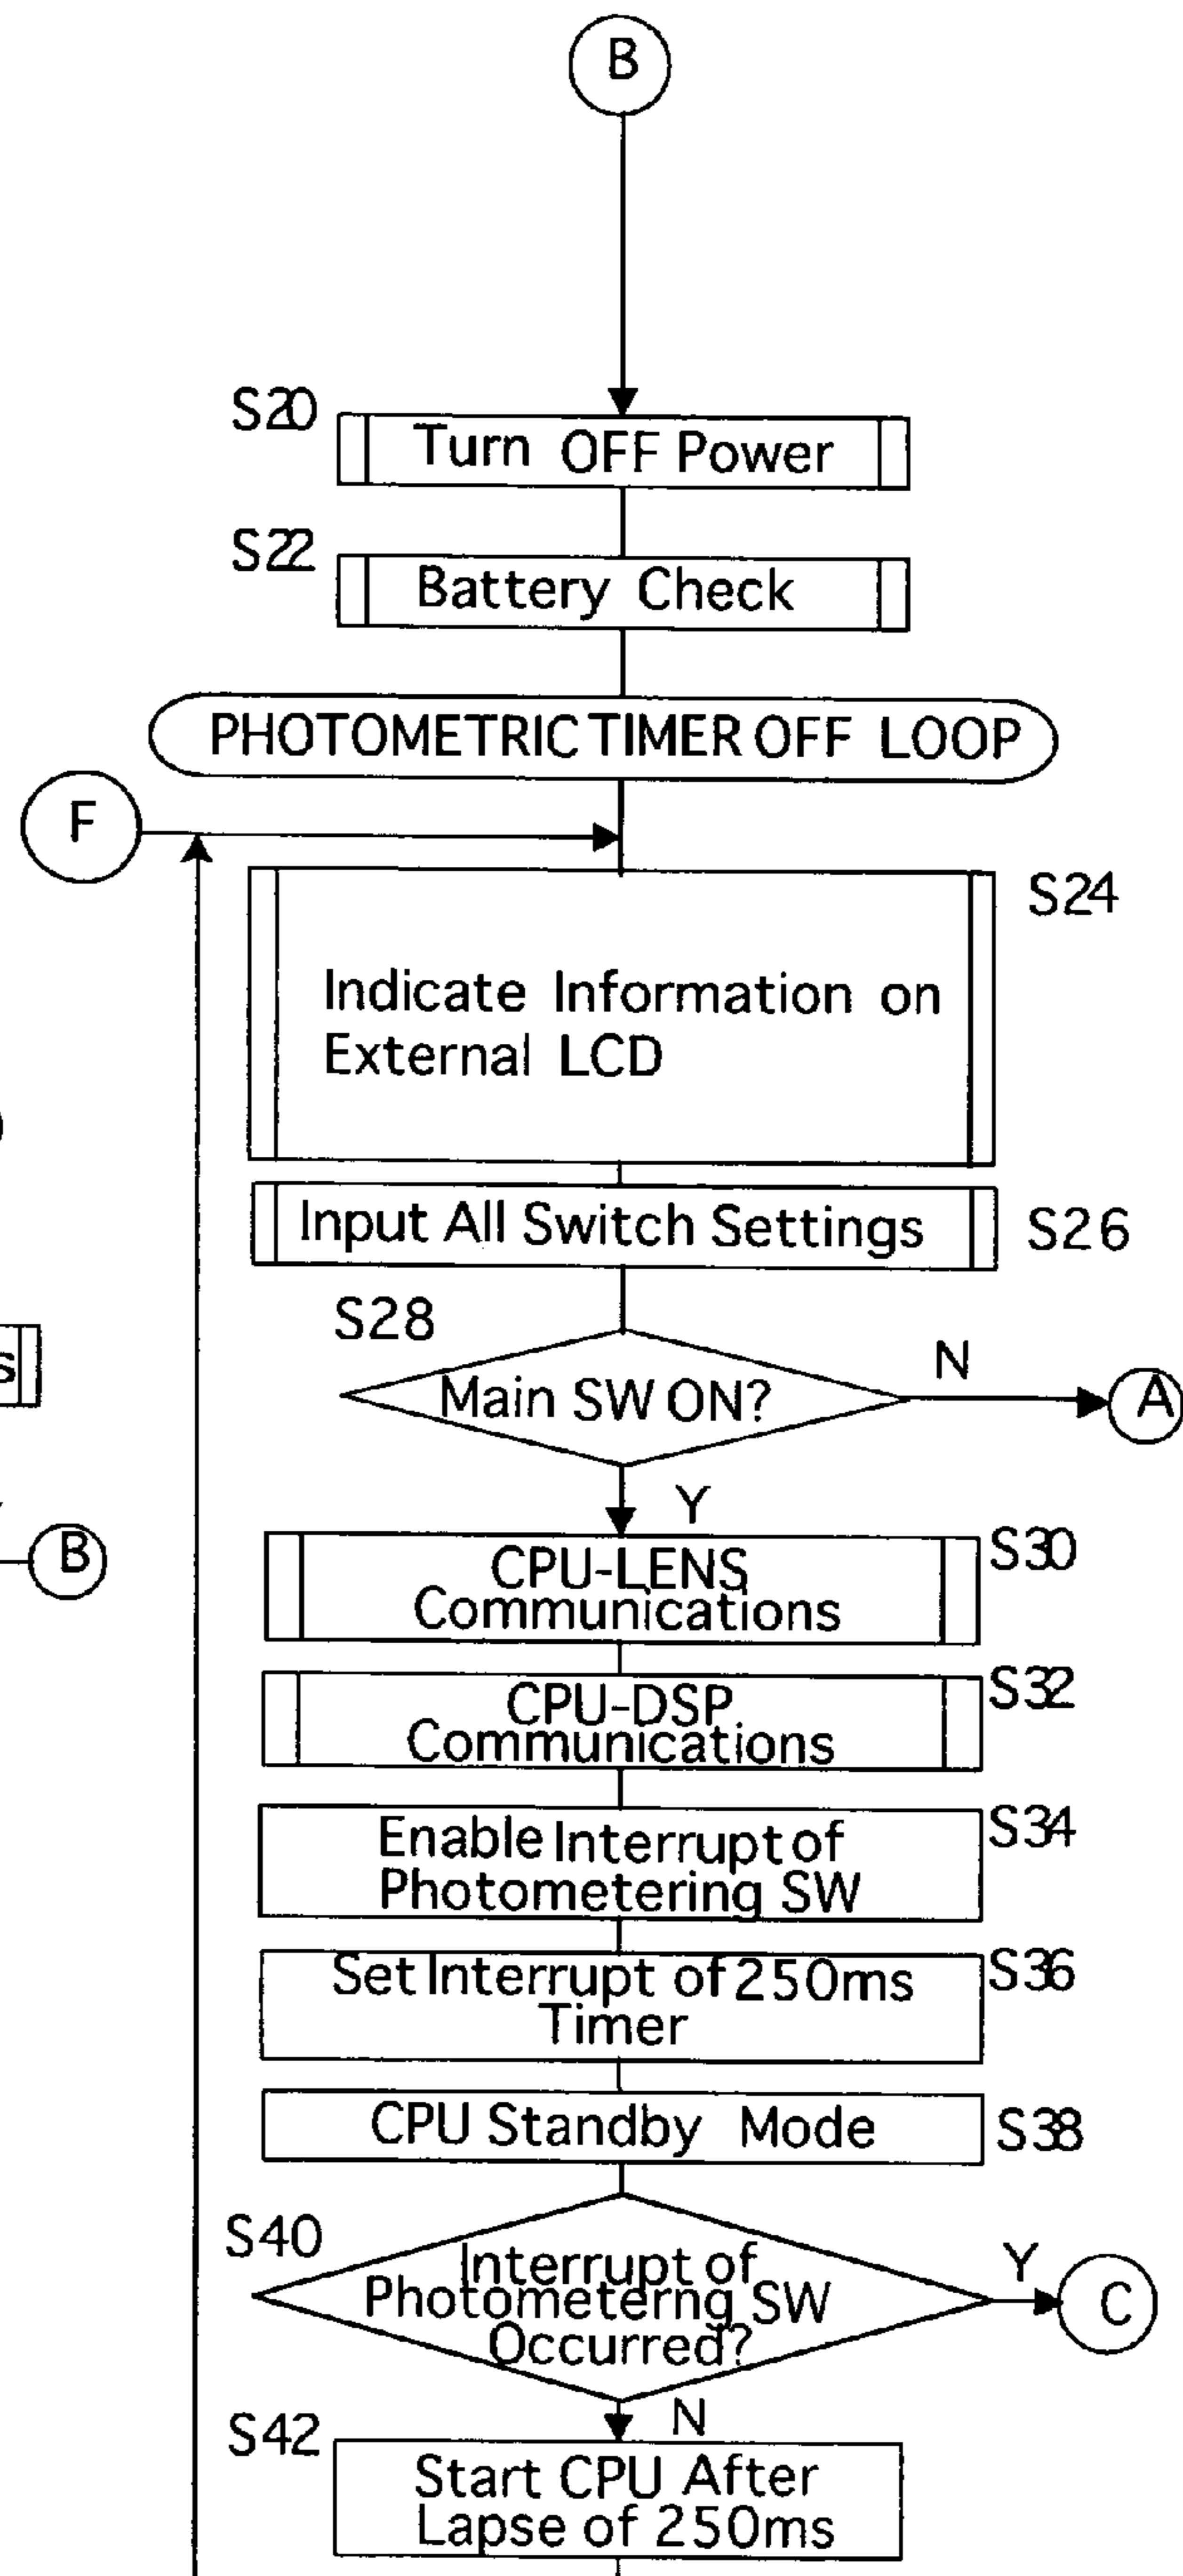 B
S20
Turn OFF Power
S22
Battery Check
PHOTOMETRIC TIMER OFF LOOP
F
S24
Indicate Information on
External LCD
Input All Switch Settings
S26
S28
N
Main SW ON?
A
s
Y
B
S30
CPU-LENS
Communications
S32
CPU-DSP
Communications
S34
Enable Interrupt of
Photometering SW
S36
Set Interrupt of 250ms
Timer
CPU Standby Mode
S38
S40
Interrupt of
Photometerng SW
Occurred?
Y
C
N
S42
Start CPU After
Lapse of 250ms